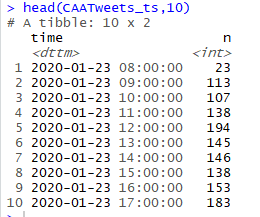 > head(CAATweets_ts,10)
# A tibble: 10 x 2
time n
<dttm> <int>
1 2020-01-23 08:00:00 23
2 2020-01-23 09:00:00 113
3 2020-01-23 10:00:00 107
4 2020-01-23 11:00:00 138
5 2020-01-23 12:00:00 194
6 2020-01-23 13:00:00 145
7 2020-01-23 14:00:00 146
8 2020-01-23 15:00:00 138
9 2020-01-23 16:00:00 153
10 2020-01-23 17:00:00 183